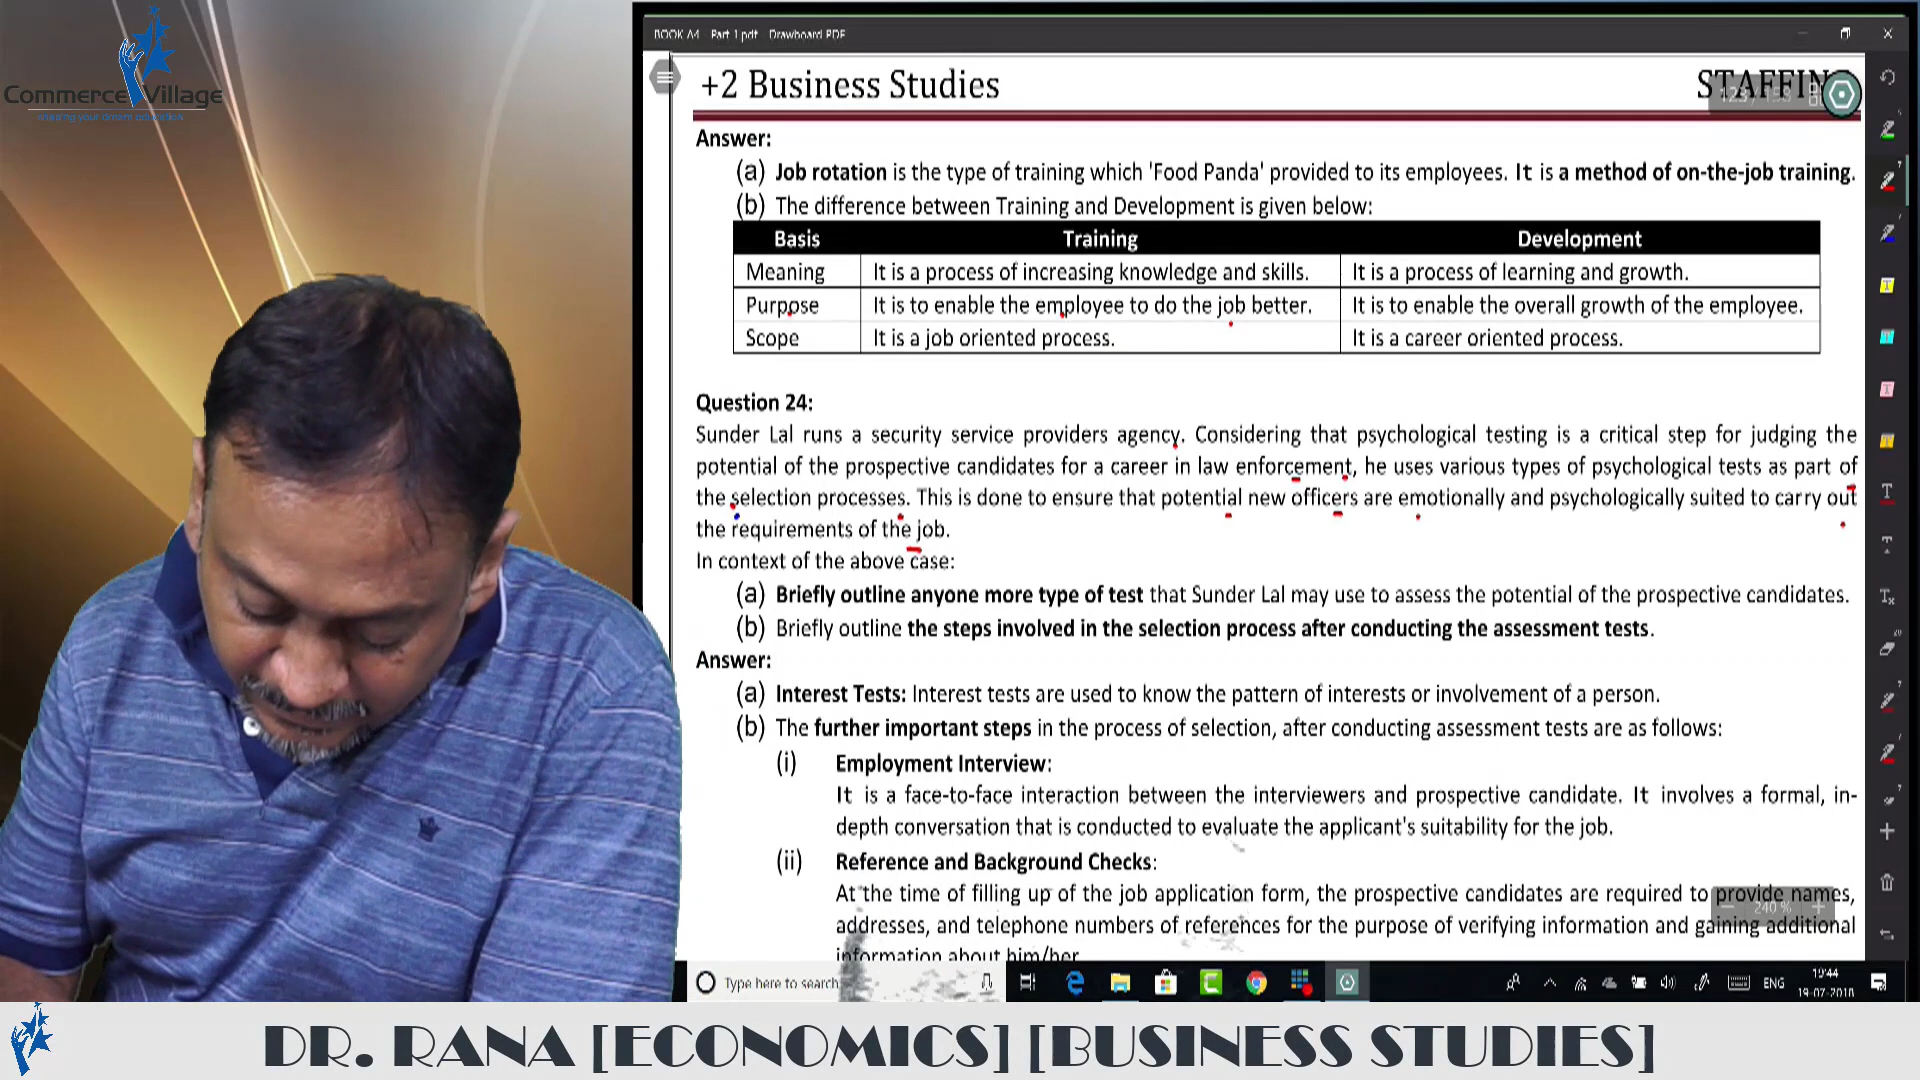 Commerce Village
BOOK A4 Part 1.pdf Drawboard PDF
+2 Business Studies
Answer:
(a) Job rotation is the type of training which 'Food Panda' provided to its employees. It is a method of on-the-job training.
(b) The difference between Training and Development is given below:
Basis Training Development
Meaning It is a process of increasing knowledge and skills. It is a process of learning and growth.
Purpose It is to enable the employee to do the job better. It is to enable the overall growth of the employee.
Scope It is a job oriented process. It is a career oriented process.
Question 24:
Sunder Lal runs a security service providers agency. Considering that psychological testing is a critical step for judging the
potential of the prospective candidates for a career in law enforcement, he uses various types of psychological tests as part of
the selection processes. This is done to ensure that potential new officers are emotionally and psychologically suited to carry out
the requirements of the job.
In context of the above case:
(a) Briefly outline anyone more type of test that Sunder Lal may use to assess the potential of the prospective candidates.
(b) Briefly outline the steps involved in the selection process after conducting the assessment tests.
Answer:
(a) Interest Tests: Interest tests are used to know the pattern of interests or involvement of a person.
(b) The further important steps in the process of selection, after conducting assessment tests are as follows:
(i) Employment Interview:
It is a face-to-face interaction between the interviewers and prospective candidate. It involves a formal, in-
depth conversation that is conducted to evaluate the applicant's suitability for the job.
(ii) Reference and Background Checks:
At the time of filling up of the job application form, the prospective candidates are required to provide names,
addresses, and telephone numbers of references for the purpose of verifying information and gaining additional
information about him/her
240 %
Type here to search
ENG
19:44
19-07-2018
DR. RANA [ECONOMICS] [BUSINESS STUDIES]